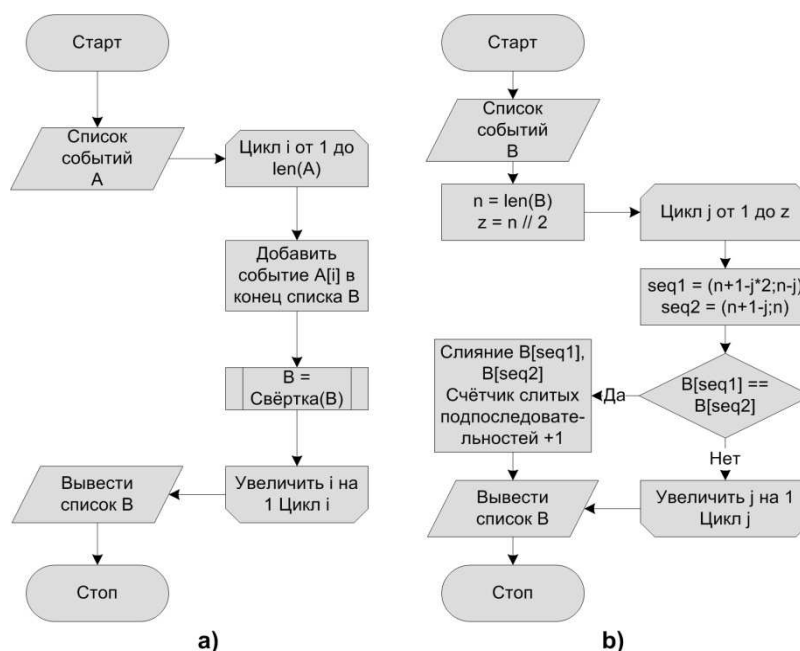 Старт
Список
событий
А
Цикл i от 1 до
len(A)
Добавить
событие A[i] в
конец списка B
B =
Свёртка(B)
Увеличить i на
1 Цикл i
Вывести
список B
Стоп
a)
Старт
Список
событий
B
n = len(B)
z = n // 2
Цикл j от 1 до z
seq1 = (n+1-j*2;n-j)
seq2 = (n+1-j;n)
B[seq1] ==
B[seq2]
Да
Слияние B[seq1],
B[seq2]
Счётчик слитых
подпоследовате-
льностей +1
Нет
Увеличить j на 1
Цикл j
Вывести
список B
Стоп
b)